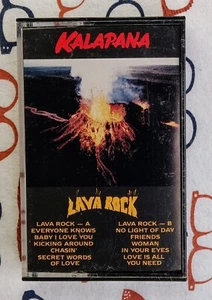 KALAPANA
LAVA ROCK
LAVA ROCK — A
EVERYONE KNOWS
BABY I LOVE YOU
KICKING AROUND
CHASIN'
SECRET WORDS
OF LOVE
LAVA ROCK — B
NO LIGHT OF DAY
FRIENDS
WOMAN
IN YOUR EYES
LOVE IS ALL
YOU NEED